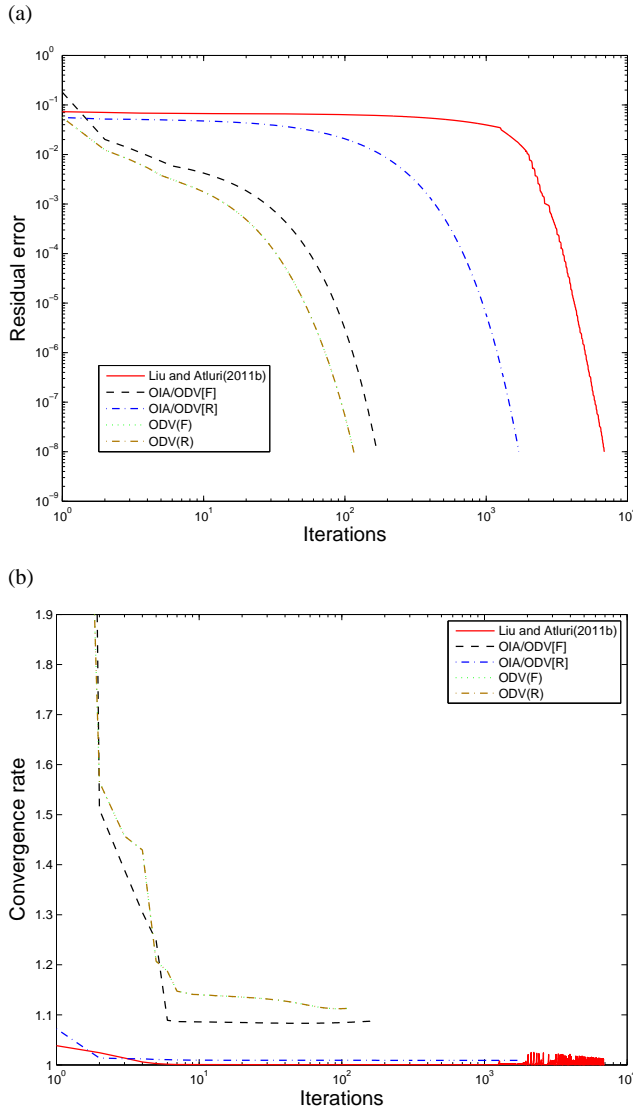 (a)
10^0
10^-1
10^-2
10^-3
10^-4
10^-5
10^-6
10^-7
10^-8
10^-9
Residual error
Liu and Atluri(2011b)
OIA/ODV[F]
OIA/ODV[R]
ODV(F)
ODV(R)
10^0
10^1
10^2
10^3
10^4
Iterations
(b)
1.9
1.8
1.7
1.6
1.5
1.4
1.3
1.2
1.1
1
Convergence rate
Liu and Atluri(2011b)
OIA/ODV[F]
OIA/ODV[R]
ODV(F)
ODV(R)
10^0
10^1
10^2
10^3
10^4
Iterations